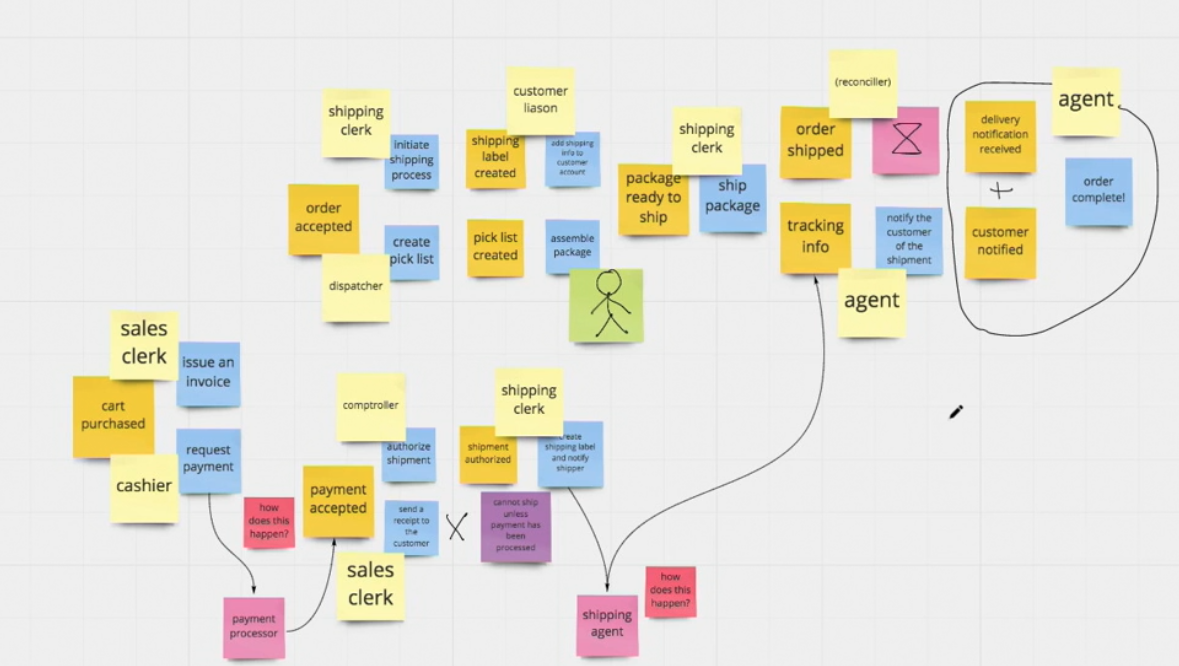 (reconciller)
agent
customer
liason
shipping
clerk
shipping
clerk
delivery
notification
received
order
shipped
initiate
shipping
process
shipping
label
created
add shipping
info to
customer
account
package
ready to
ship
ship
package
order
complete!
order
accepted
create
pick list
pick list
created
assemble
package
tracking
info
notify the
customer
of the
shipment
customer
notified
dispatcher
agent
sales
clerk
issue an
invoice
cart
purchased
comptroller
shipping
clerk
request
payment
cashier
authorize
shipment
shipment
authorized
create
shipping label
and notify
shipper
how
does this
happen?
payment
accepted
send a
receipt to
the
customer
X
cannot ship
unless
payment has
been
processed
sales
clerk
payment
processor
shipping
agent
how
does this
happen?